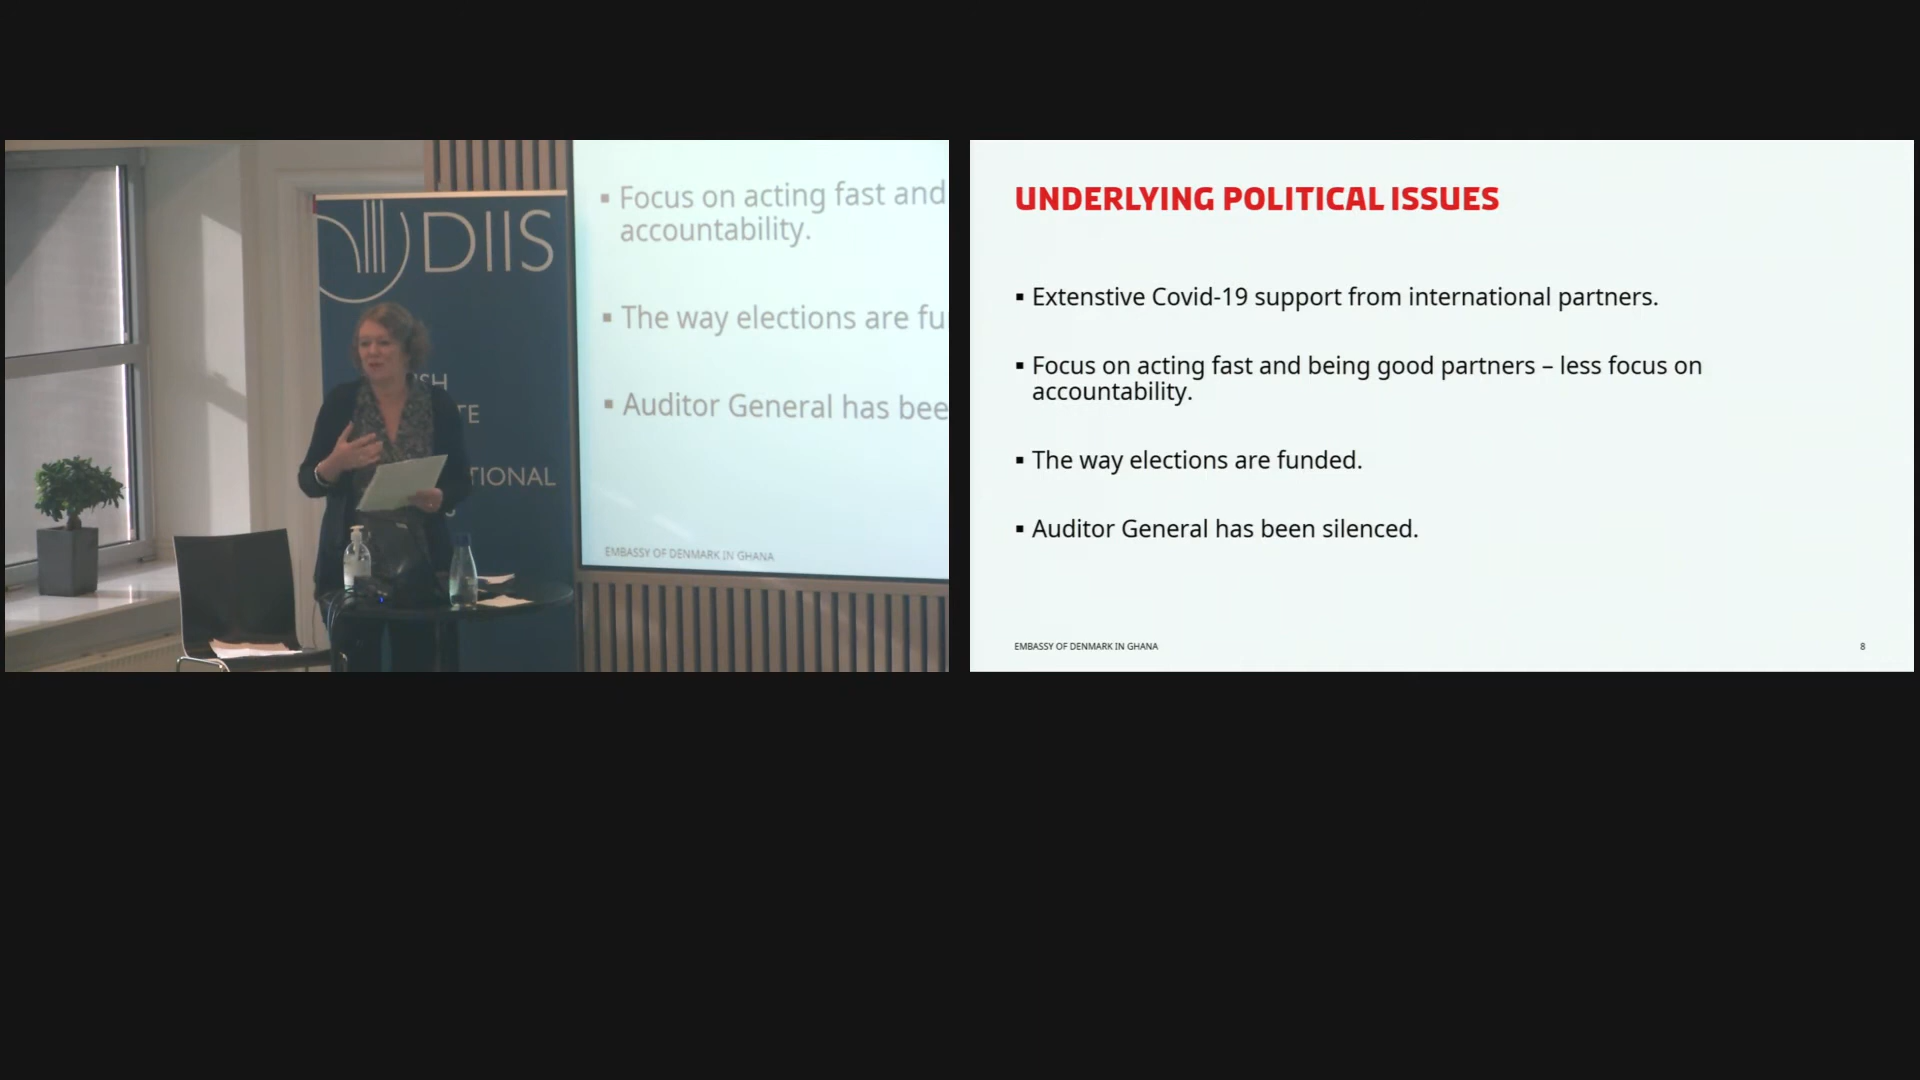 DIIS
TIONAL
Focus on acting fast and
accountability.
The way elections are fu
Auditor General has bee
EMBASSY OF DENMARK IN GHANA
UNDERLYING POLITICAL ISSUES
▪ Extenstive Covid-19 support from international partners.
▪ Focus on acting fast and being good partners – less focus on
accountability.
▪ The way elections are funded.
▪ Auditor General has been silenced.
EMBASSY OF DENMARK IN GHANA
8